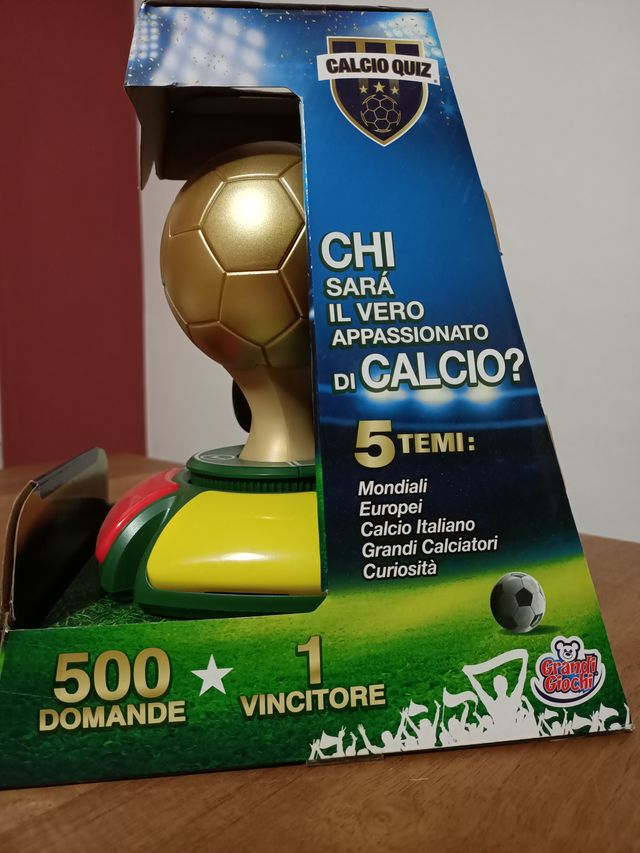 CALCIO QUIZ
CHI
SARÁ
IL VERO
APPASSIONATO
DI CALCIO?
5 TEMI:
Mondiali
Europei
Calcio Italiano
Grandi Calciatori
Curiosità
500
DOMANDE
1
VINCITORE
Grandi
Giochi